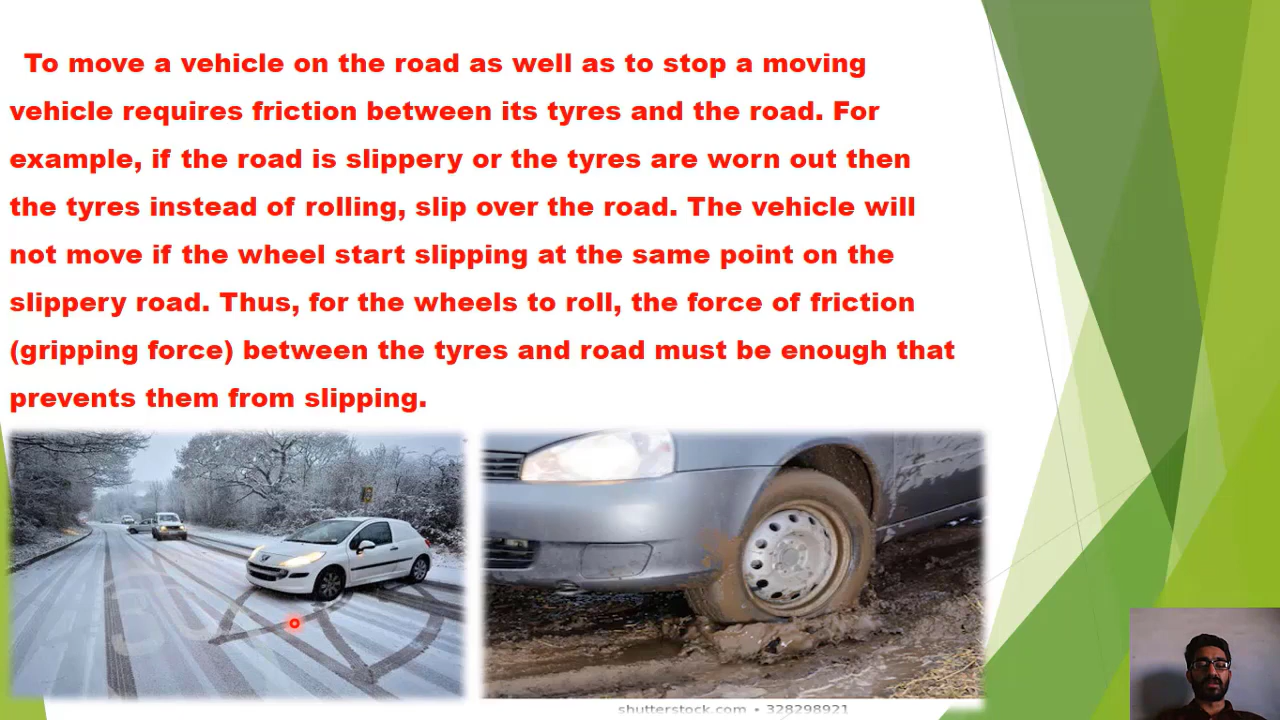 To move a vehicle on the road as well as to stop a moving
vehicle requires friction between its tyres and the road. For
example, if the road is slippery or the tyres are worn out then
the tyres instead of rolling, slip over the road. The vehicle will
not move if the wheel start slipping at the same point on the
slippery road. Thus, for the wheels to roll, the force of friction
(gripping force) between the tyres and road must be enough that
prevents them from slipping.
shutterstock.com • 328298921